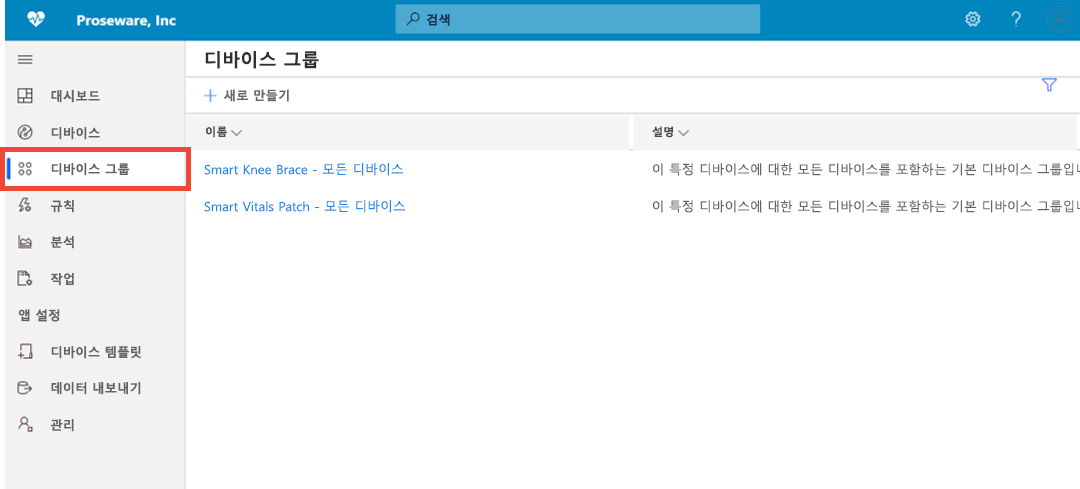 Proseware, Inc
검색
?
대시보드
디바이스
디바이스 그룹
규칙
분석
작업
앱 설정
디바이스 템플릿
데이터 내보내기
관리
디바이스 그룹
+ 새로 만들기
이름 설명
Smart Knee Brace - 모든 디바이스 이 특정 디바이스에 대한 모든 디바이스를 포함하는 기본 디바이스 그룹입
Smart Vitals Patch - 모든 디바이스 이 특정 디바이스에 대한 모든 디바이스를 포함하는 기본 디바이스 그룹입